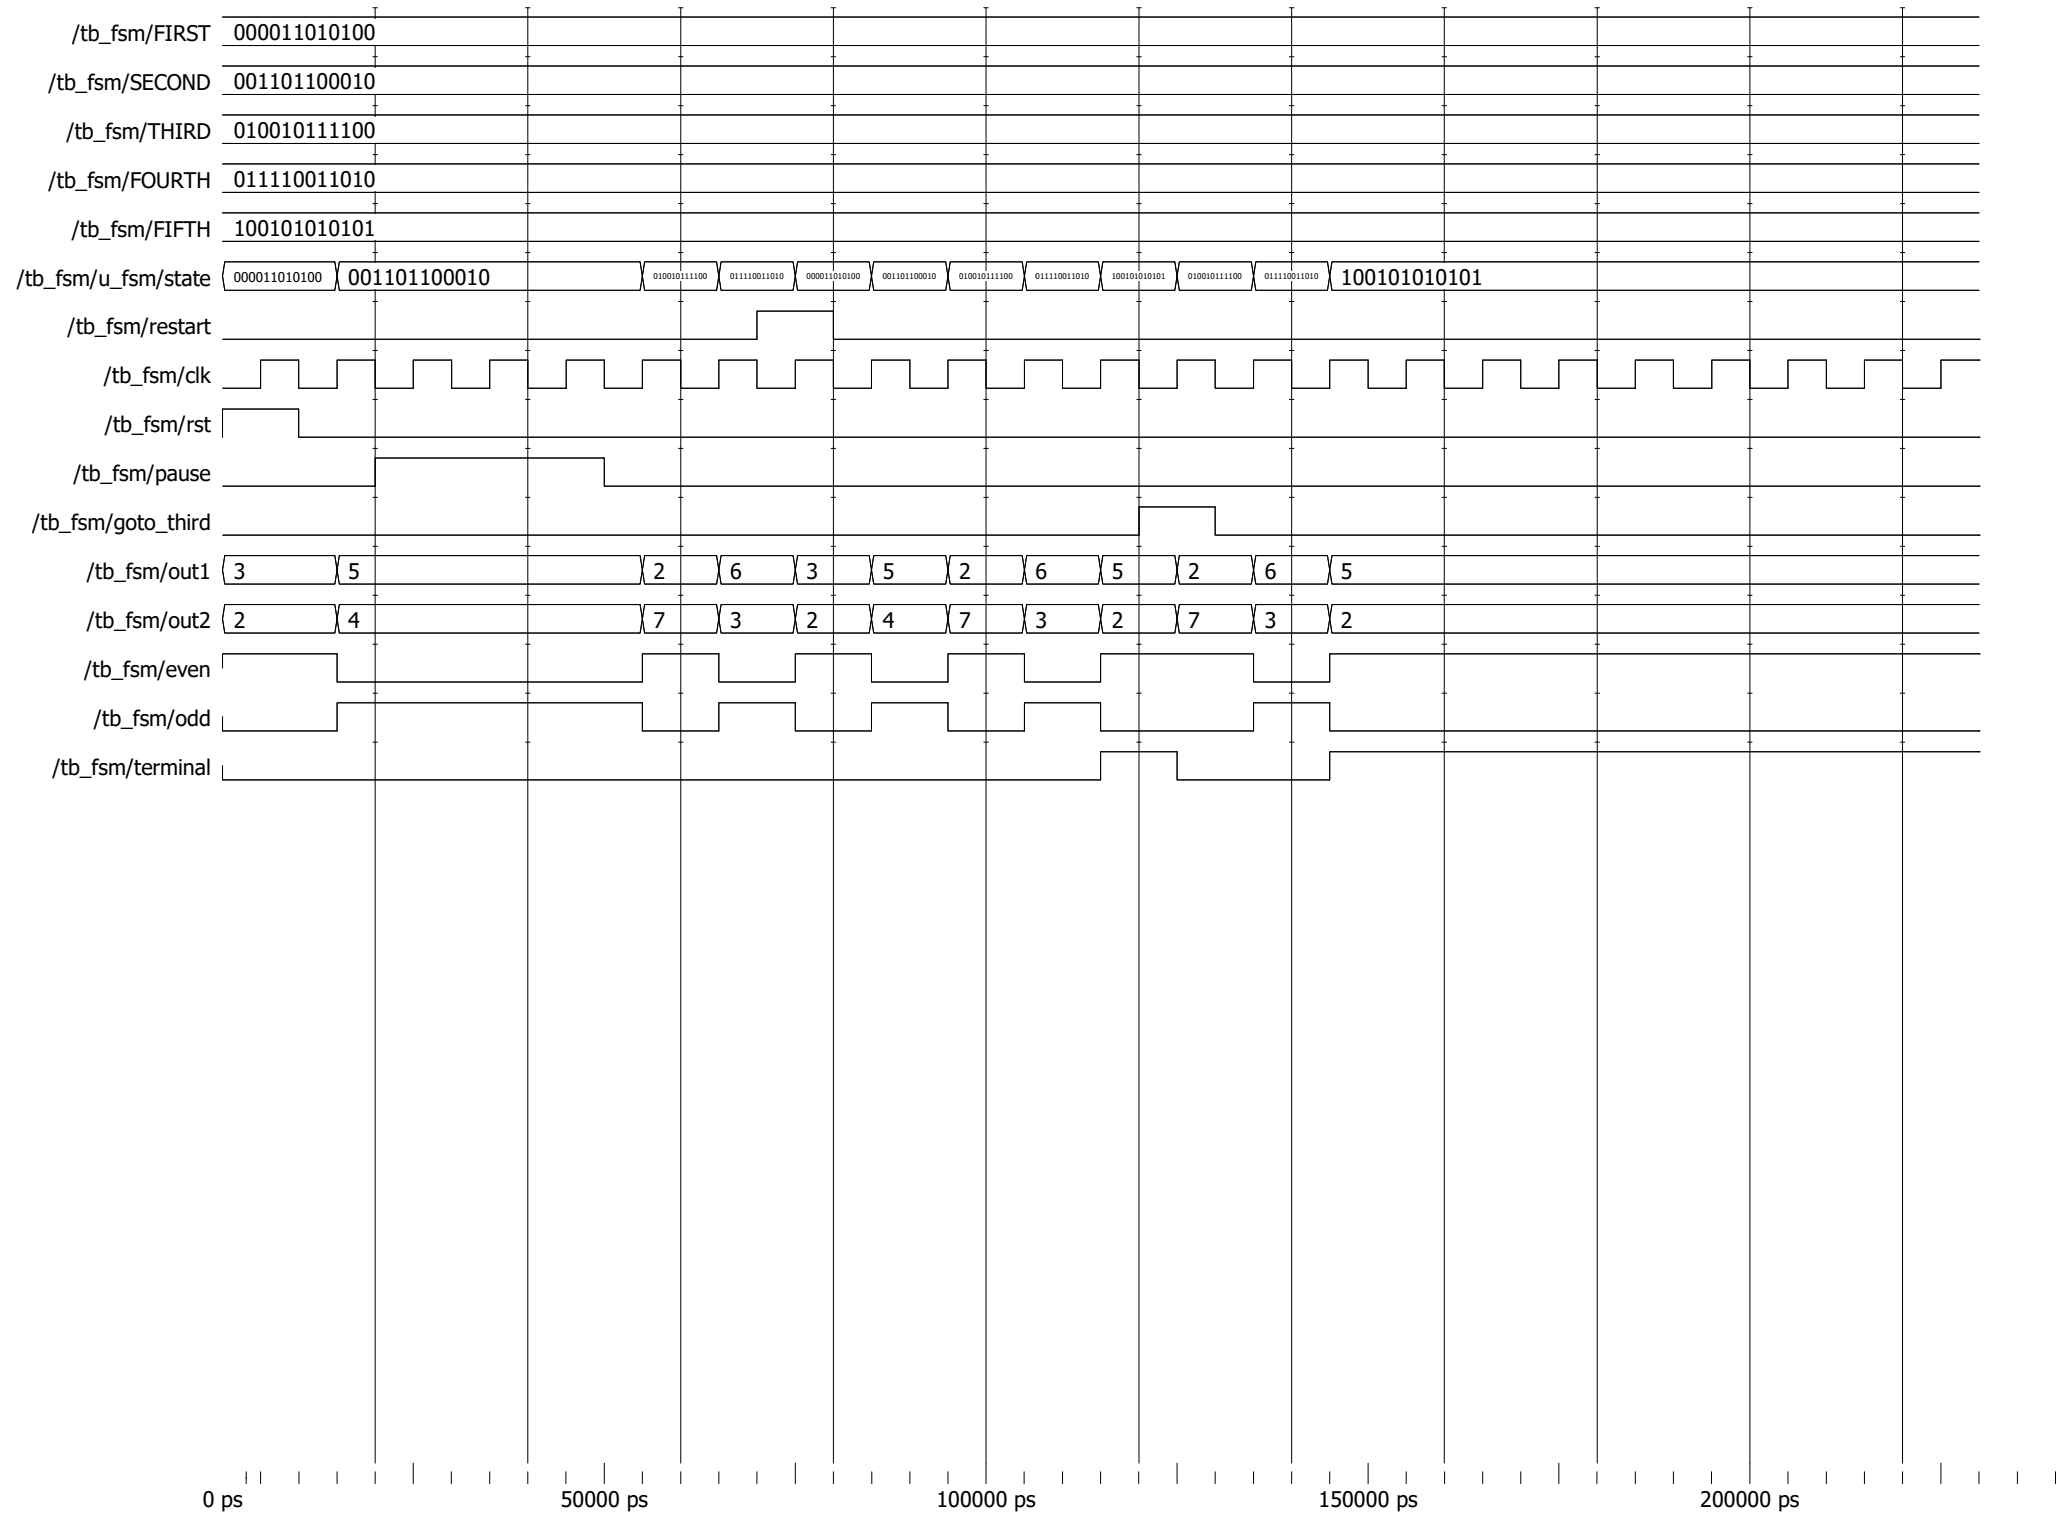 /tb_fsm/FIRST 000011010100
/tb_fsm/SECOND 001101100010
/tb_fsm/THIRD 010010111100
/tb_fsm/FOURTH 011110011010
/tb_fsm/FIFTH 100101010101
/tb_fsm/u_fsm/state 000011010100 001101100010 010010111100 011110011010 000011010100 001101100010 010010111100 011110011010 100101010101 010010111100 011110011010 100101010101
/tb_fsm/restart
/tb_fsm/clk
/tb_fsm/rst
/tb_fsm/pause
/tb_fsm/goto_third
/tb_fsm/out1 3 5 2 6 3 5 2 6 5 2 6 5
/tb_fsm/out2 2 4 7 3 2 4 7 3 2 7 3 2
/tb_fsm/even
/tb_fsm/odd
/tb_fsm/terminal
0 ps 50000 ps 100000 ps 150000 ps 200000 ps